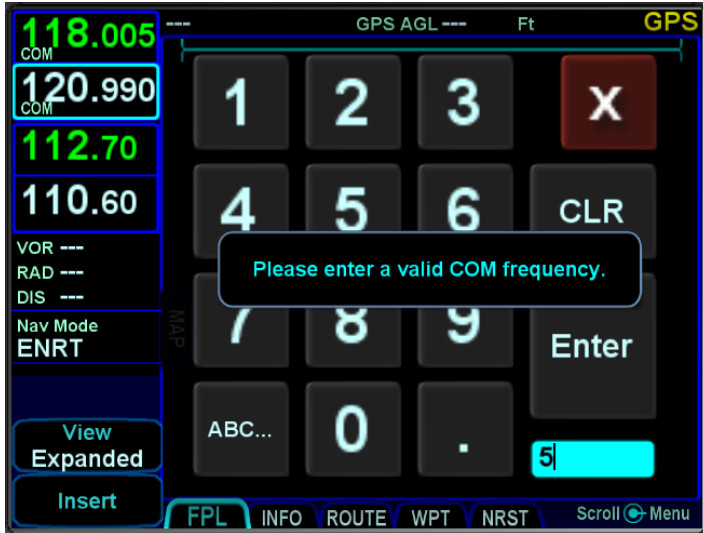 118.005
COM
120.990
COM
112.70
110.60
VOR ---
RAD ---
DIS ---
Nav Mode
ENRT
View
Expanded
Insert
--- GPS AGL --- Ft GPS
1 2 3 X
4 5 6 CLR
Please enter a valid COM frequency.
MAP
7 8 9 Enter
ABC... 0 .
5
FPL INFO ROUTE WPT NRST Scroll Menu